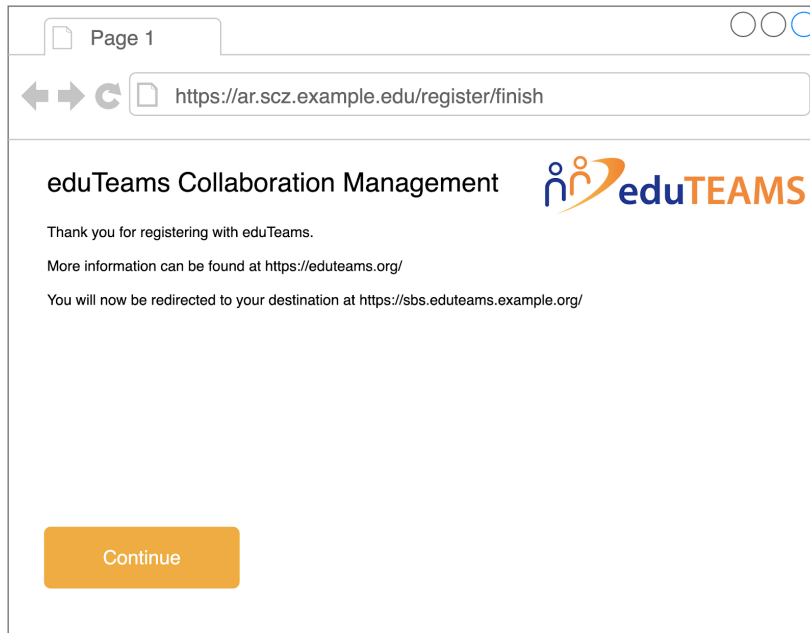 Page 1
https://ar.scz.example.edu/register/finish
eduTeams Collaboration Management
eduTEAMS
Thank you for registering with eduTeams.
More information can be found at https://eduteams.org/
You will now be redirected to your destination at https://sbs.eduteams.example.org/
Continue